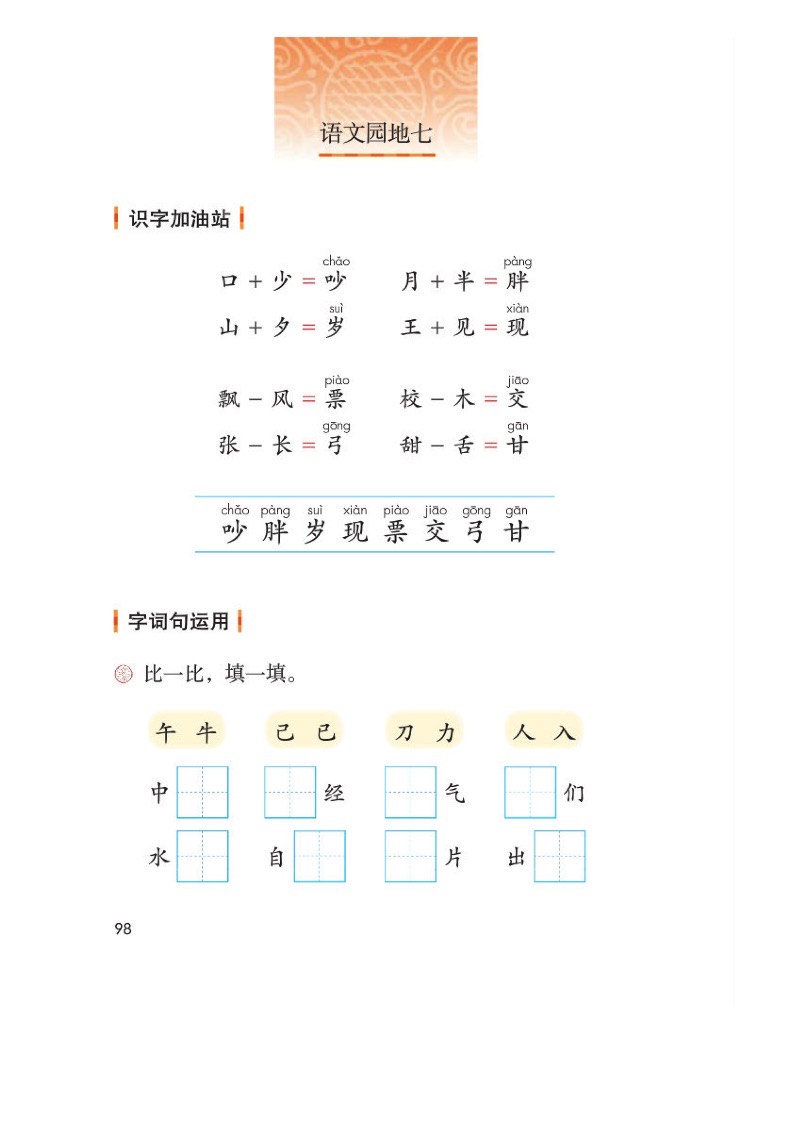 语文园地七
识字加油站
chǎo pàng
口 + 少 = 吵 月 + 半 = 胖
suì xiàn
山 + 夕 = 岁 王 + 见 = 现
piào jiāo
飘 - 风 = 票 校 - 木 = 交
gōng gān
张 - 长 = 弓 甜 - 舌 = 甘
chǎo pàng suì xiàn piào jiāo gōng gān
吵 胖 岁 现 票 交 弓 甘
字词句运用
比一比，填一填。
午 牛 己 已 刀 力 人 入
中 经 气 们
水 自 片 出
98